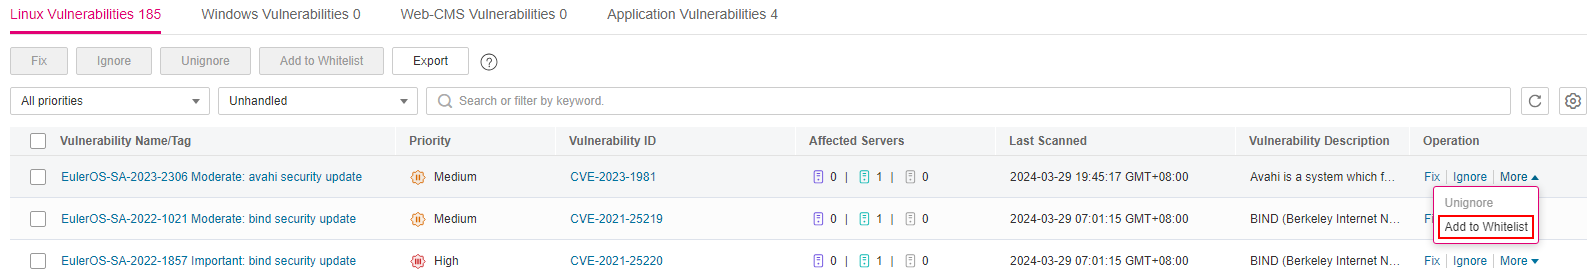 Linux Vulnerabilities 185 Windows Vulnerabilities 0 Web-CMS Vulnerabilities 0 Application Vulnerabilities 4
Fix Ignore Unignore Add to Whitelist Export ?
All priorities Unhandled Search or filter by keyword.
Vulnerability Name/Tag Priority Vulnerability ID Affected Servers Last Scanned Vulnerability Description Operation
EulerOS-SA-2023-2306 Moderate: avahi security update Medium CVE-2023-1981 0 | 1 | 0 2024-03-29 19:45:17 GMT+08:00 Avahi is a system which f... Fix | Ignore | More
Unignore
EulerOS-SA-2022-1021 Moderate: bind security update Medium CVE-2021-25219 0 | 1 | 0 2024-03-29 07:01:15 GMT+08:00 BIND (Berkeley Internet N...
Add to Whitelist
EulerOS-SA-2022-1857 Important: bind security update High CVE-2021-25220 0 | 1 | 0 2024-03-29 07:01:15 GMT+08:00 BIND (Berkeley Internet N... Fix | Ignore | More